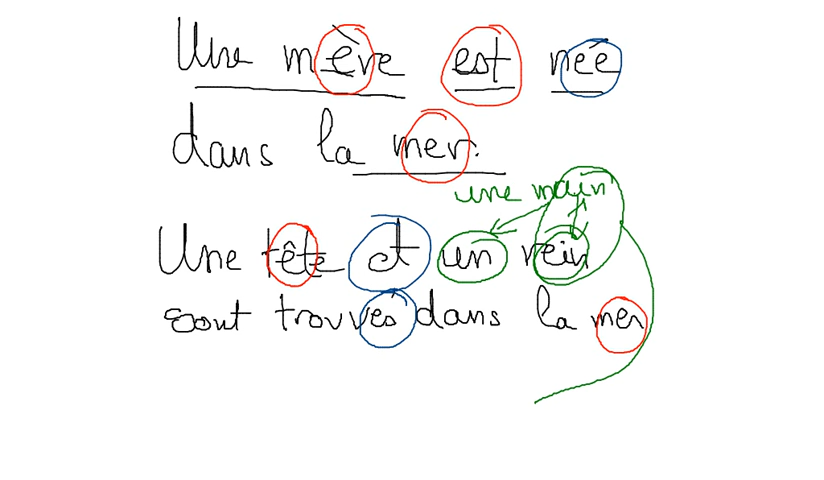 Une mère est née
dans la mer.
une main
Une tête et un rein
sont trouvés dans la mer